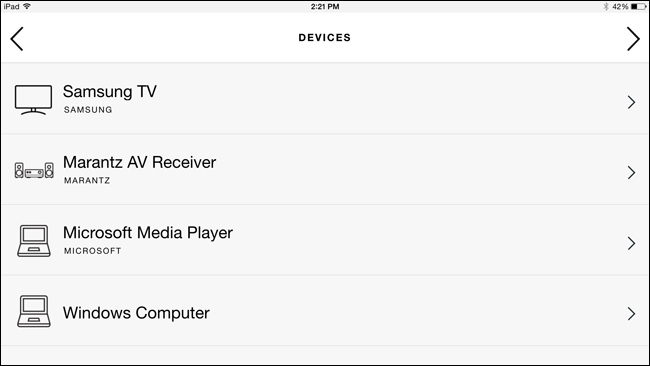 iPad 2:21 PM 42%
DEVICES
Samsung TV
SAMSUNG
Marantz AV Receiver
MARANTZ
Microsoft Media Player
MICROSOFT
Windows Computer